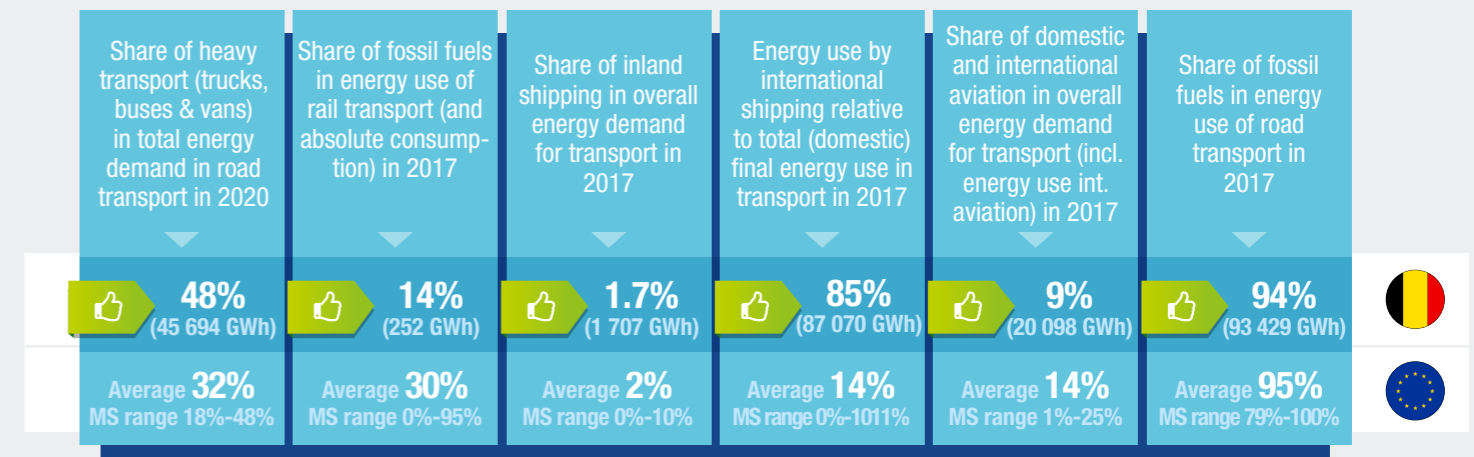 Share of heavy
transport (trucks,
buses & vans)
in total energy
demand in road
transport in 2020
Share of fossil fuels
in energy use of
rail transport (and
absolute consump-
tion) in 2017
Share of inland
shipping in overall
energy demand
for transport in
2017
Energy use by
international
shipping relative
to total (domestic)
final energy use in
transport in 2017
Share of domestic
and international
aviation in overall
energy demand
for transport (incl.
energy use int.
aviation) in 2017
Share of fossil
fuels in energy
use of road
transport in
2017
48%
(45 694 GWh)
14%
(252 GWh)
1.7%
(1 707 GWh)
85%
(87 070 GWh)
9%
(20 098 GWh)
94%
(93 429 GWh)
Average 32%
MS range 18%-48%
Average 30%
MS range 0%-95%
Average 2%
MS range 0%-10%
Average 14%
MS range 0%-1011%
Average 14%
MS range 1%-25%
Average 95%
MS range 79%-100%